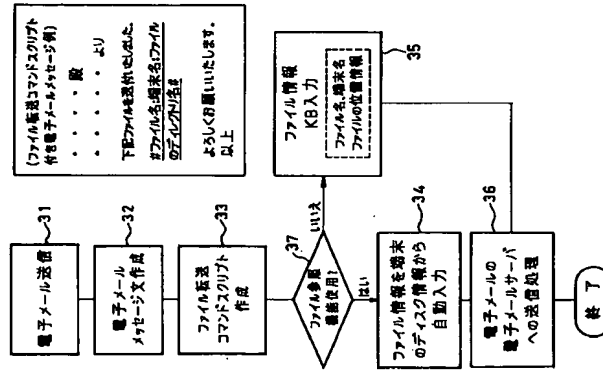 (ファイル転送コマンドスクリプト
付き電子メールメッセージ例)
・・・・・殿
・・・・・より
下記ファイルを送付いたしました。
#ファイル名:端末名:ファイル
のディレクトリ名#
よろしくお願いいたします。
以上
電子メール送信
31
電子メール
メッセージ文作成
32
ファイル転送
コマンドスクリプト
作成
33
ファイル参照
機能使用?
37
いいえ
はい
ファイル情報
KB入力
ファイル名,端末名
ファイルの位置情報
35
ファイル情報を端末
のディスク情報から
自動入力
34
電子メールの
電子メールサーバ
への送信処理
36
終了